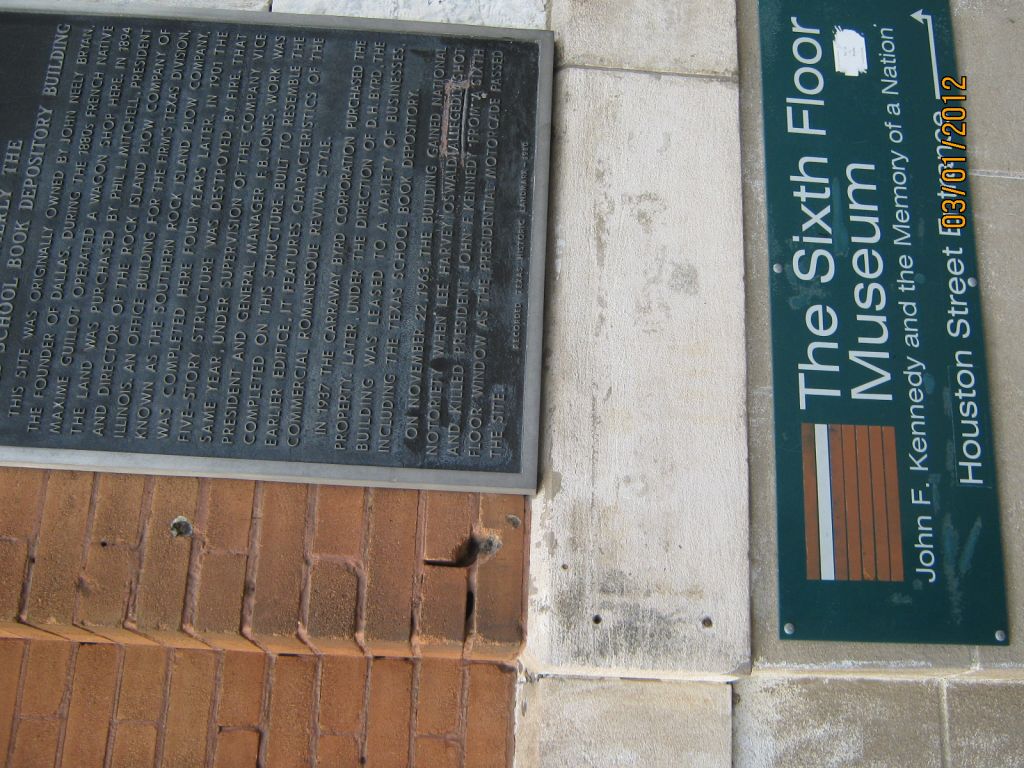 SCHOOL BOOK DEPOSITORY BUILDING
THIS SITE WAS ORIGINALLY OWNED BY JOHN NEELY BRYAN,
THE FOUNDER OF DALLAS. DURING THE 1880s FRENCH NATIVE
MAXIME GUILLOT OPERATED A WAGON SHOP HERE. IN 1894
THE LAND WAS PURCHASED BY PHIL L. MITCHELL, PRESIDENT
AND DIRECTOR OF THE ROCK ISLAND PLOW COMPANY OF
ILLINOIS. AN OFFICE BUILDING FOR THE FIRM'S TEXAS DIVISION,
KNOWN AS THE SOUTHERN ROCK ISLAND PLOW COMPANY,
WAS COMPLETED HERE FOUR YEARS LATER. IN 1901 THE
FIVE-STORY STRUCTURE WAS DESTROYED BY FIRE. THAT
SAME YEAR, UNDER SUPERVISION OF THE COMPANY VICE
PRESIDENT AND GENERAL MANAGER F. B. JONES, WORK WAS
COMPLETED ON THIS STRUCTURE. BUILT TO RESEMBLE THE
EARLIER EDIFICE, IT FEATURES CHARACTERISTICS OF THE
COMMERCIAL ROMANESQUE REVIVAL STYLE.
IN 1937 THE CARRAWAY BYRD CORPORATION PURCHASED THE
PROPERTY. LATER, UNDER THE DIRECTION OF D. H. BYRD, THE
BUILDING WAS LEASED TO A VARIETY OF BUSINESSES,
INCLUDING THE TEXAS SCHOOL BOOK DEPOSITORY.
ON NOVEMBER 22, 1963, THE BUILDING GAINED NATIONAL
NOTORIETY WHEN LEE HARVEY OSWALD ALLEGEDLY SHOT
AND KILLED PRESIDENT JOHN F. KENNEDY FROM A SIXTH
FLOOR WINDOW AS THE PRESIDENTIAL MOTORCADE PASSED
THE SITE.
RECORDED TEXAS HISTORIC LANDMARK
The Sixth Floor
Museum
John F. Kennedy and the Memory of a Nation
Houston Street Entrance
03/01/2012